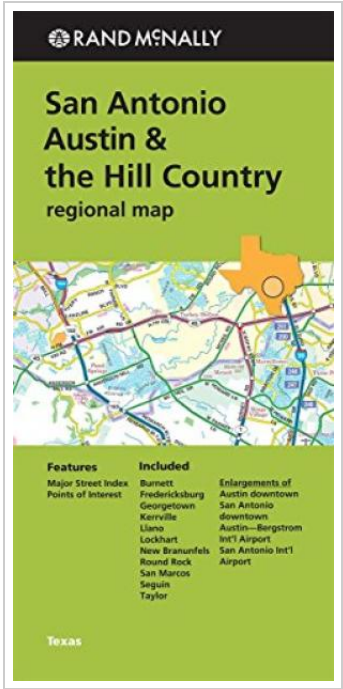 RAND McNALLY
San Antonio
Austin &
the Hill Country
regional map
Features
Major Street Index
Points of Interest
Included
Burnett
Fredericksburg
Georgetown
Kerrville
Llano
Lockhart
New Branunfels
Round Rock
San Marcos
Seguin
Taylor
Enlargements of
Austin downtown
San Antonio
downtown
Austin—Bergstrom
Int'l Airport
San Antonio Int'l
Airport
Texas